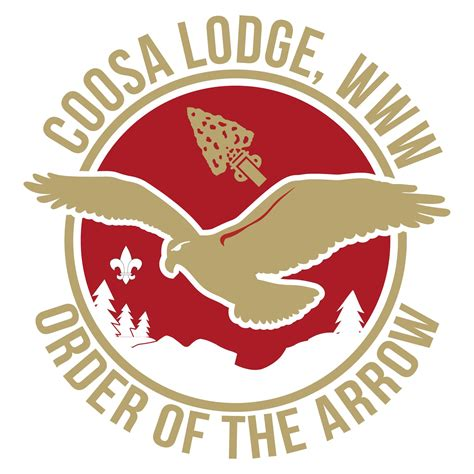 COOSA LODGE, WWW
ORDER OF THE ARROW